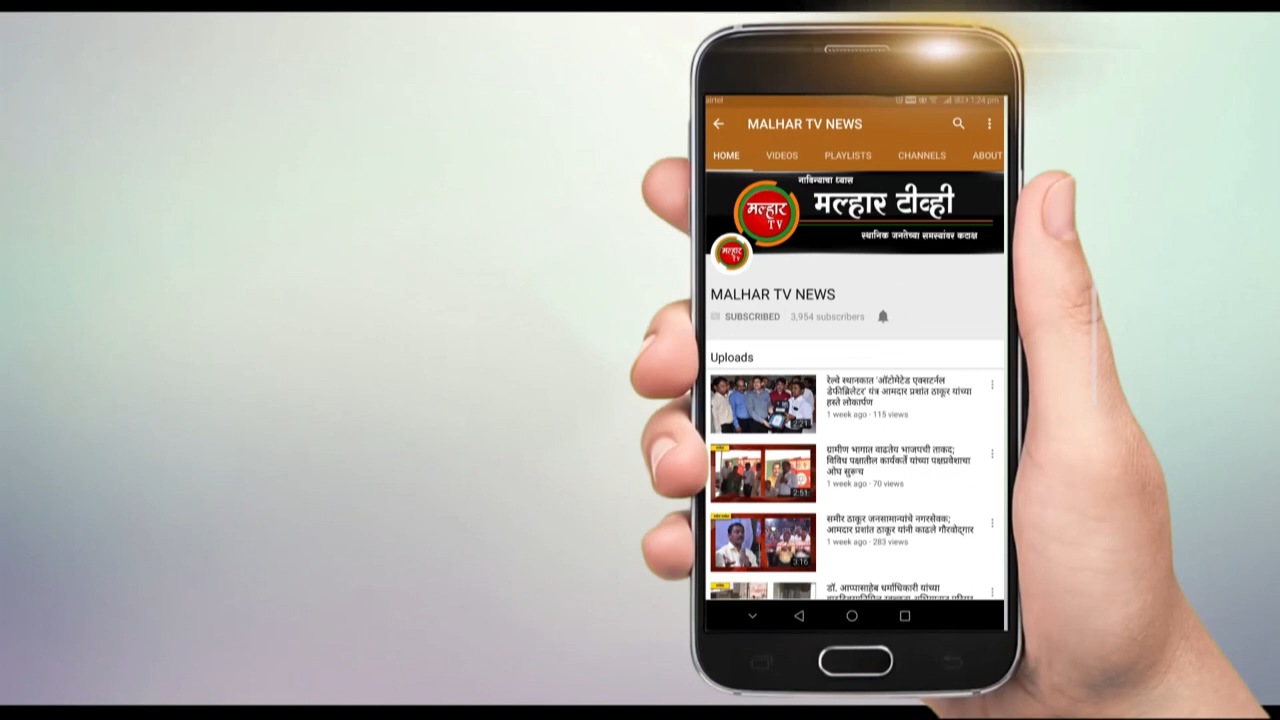 airtel 1:24 pm
MALHAR TV NEWS
HOME VIDEOS PLAYLISTS CHANNELS ABOUT
नाविन्याचा ध्यास
मल्हार टीव्ही
मल्हार
TV
स्थानिक जनतेच्या समस्यांवर कटाक्ष
मल्हार
TV
MALHAR TV NEWS
SUBSCRIBED 3,954 subscribers
Uploads
रेल्वे स्थानकात 'ऑटोमेटेड एक्सटर्नल
डेफीब्रिलेटर' यंत्र आमदार प्रशांत ठाकूर यांच्या
हस्ते लोकार्पण
1 week ago · 115 views
ग्रामीण भागात वाढतेय भाजपची ताकद;
विविध पक्षातील कार्यकर्ते यांच्या पक्षप्रवेशाचा
ओघ सुरूच
1 week ago · 70 views
2:51
समीर ठाकूर जनसामान्यांचे नगरसेवक;
आमदार प्रशांत ठाकूर यांनी काढले गौरवोद्गार
1 week ago · 283 views
3:16
डॉ. आप्पासाहेब धर्माधिकारी यांच्या